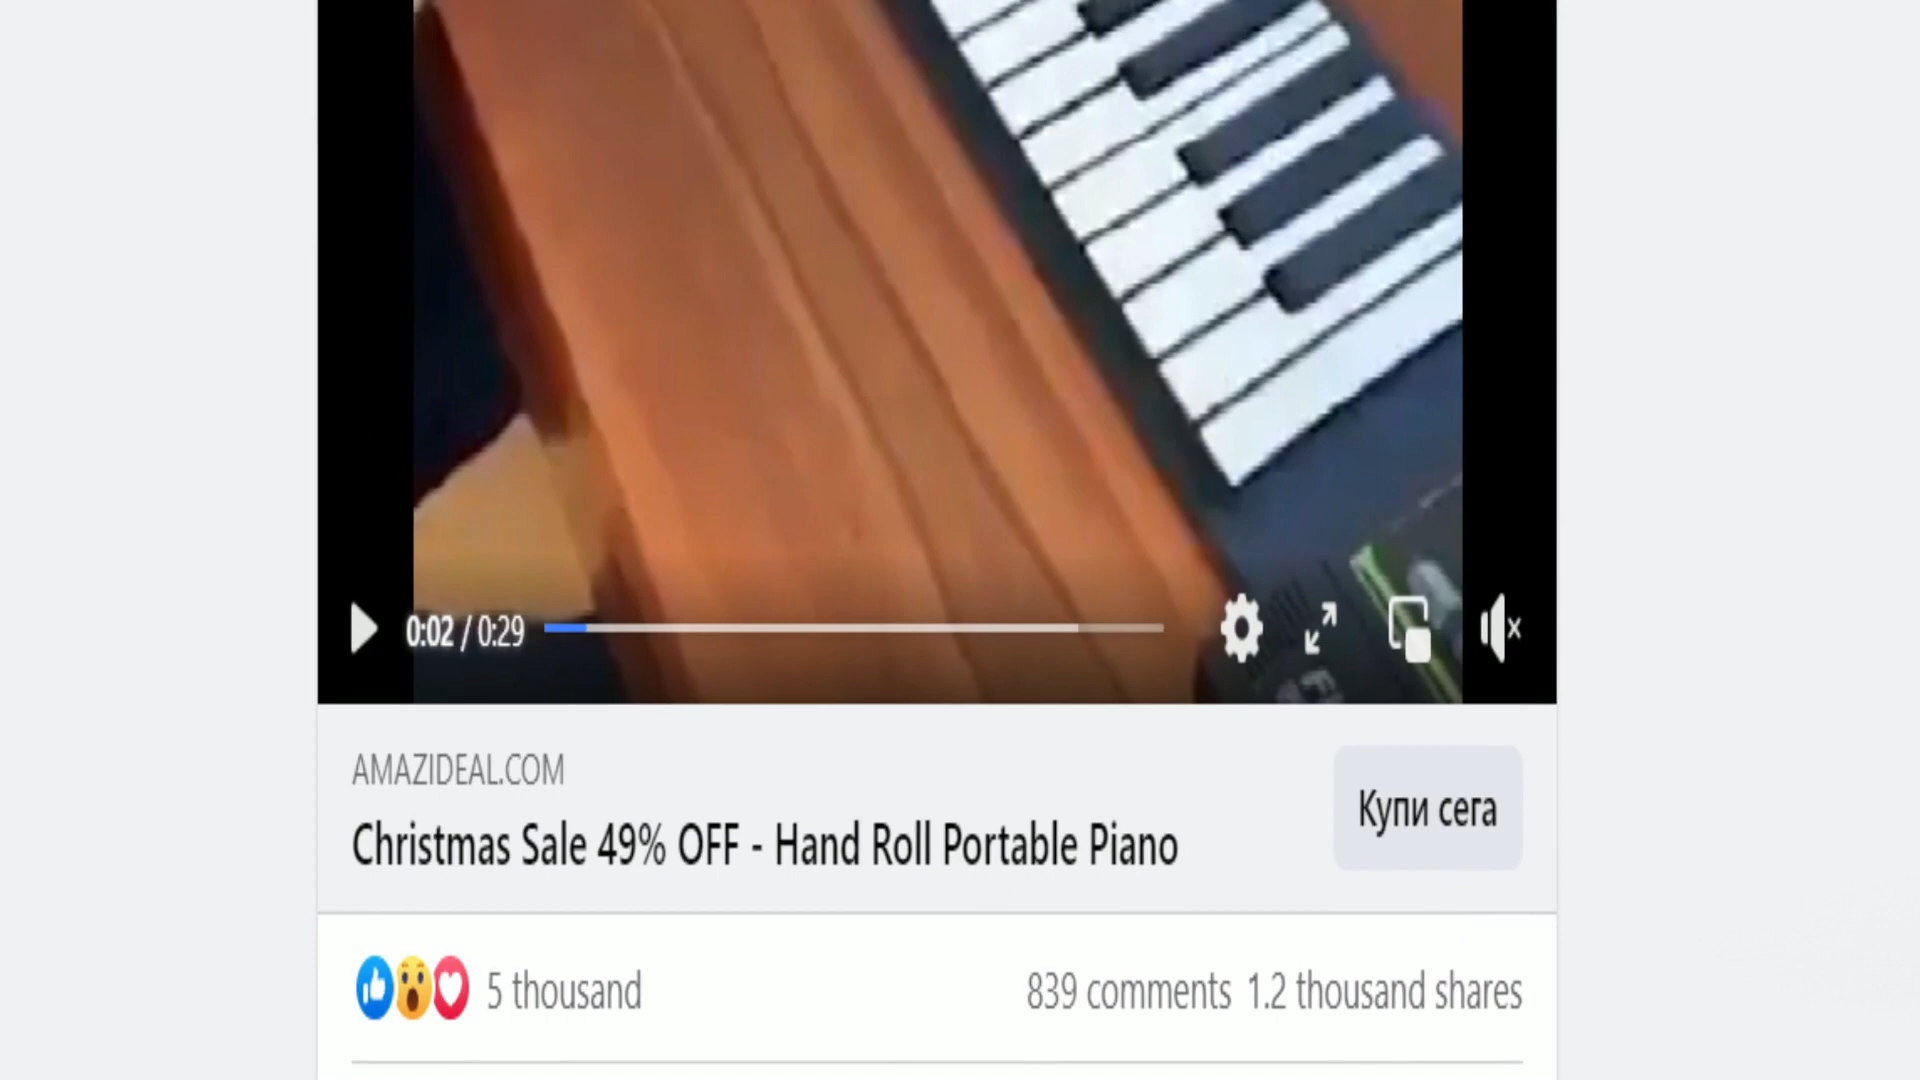 0:02 / 0:29
AMAZIDEAL.COM
Christmas Sale 49% OFF - Hand Roll Portable Piano
Купи сега
5 thousand
839 comments 1.2 thousand shares